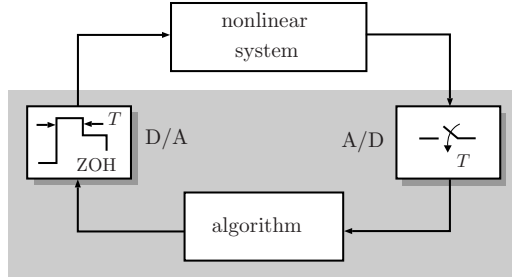 nonlinear
system
T
ZOH
D/A
A/D
T
algorithm